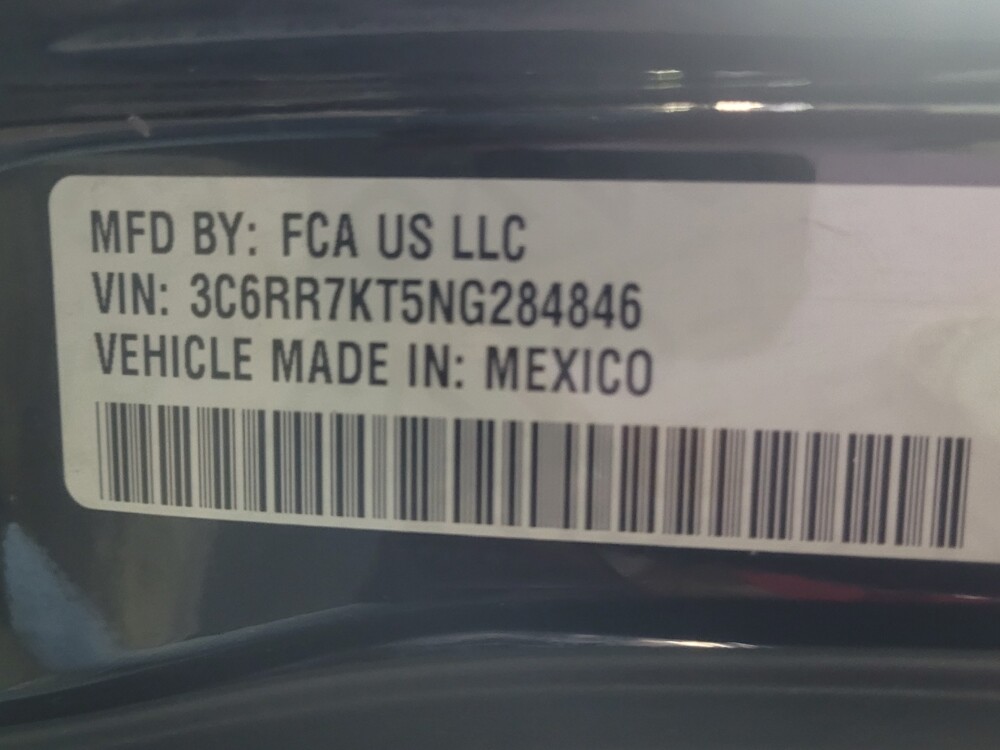 MFD BY: FCA US LLC
VIN: 3C6RR7KT5NG284846
VEHICLE MADE IN: MEXICO